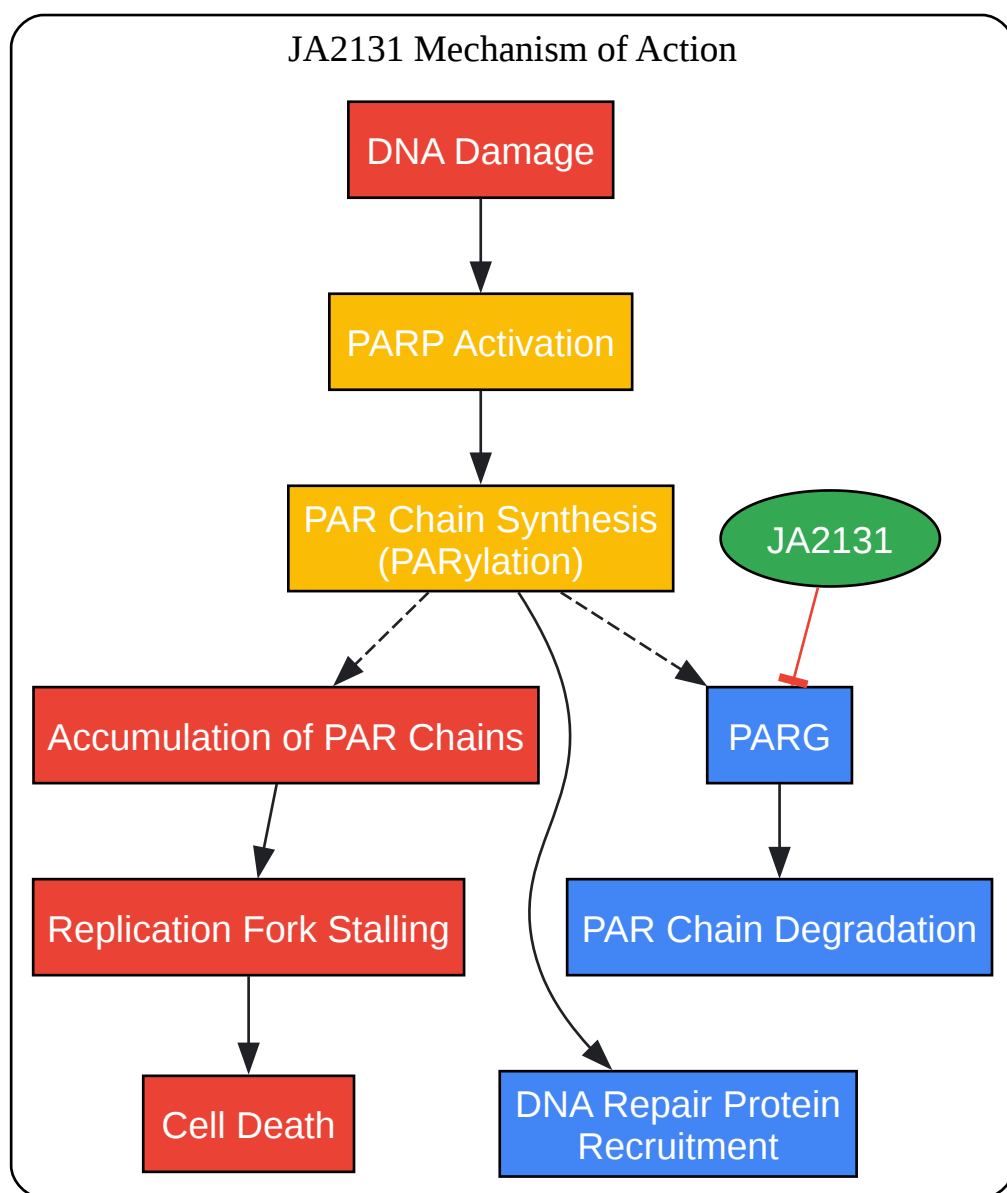 JA2131 Mechanism of Action
DNA Damage
PARP Activation
PAR Chain Synthesis
(PARylation)
JA2131
Accumulation of PAR Chains
PARG
Replication Fork Stalling
PAR Chain Degradation
Cell Death
DNA Repair Protein
Recruitment